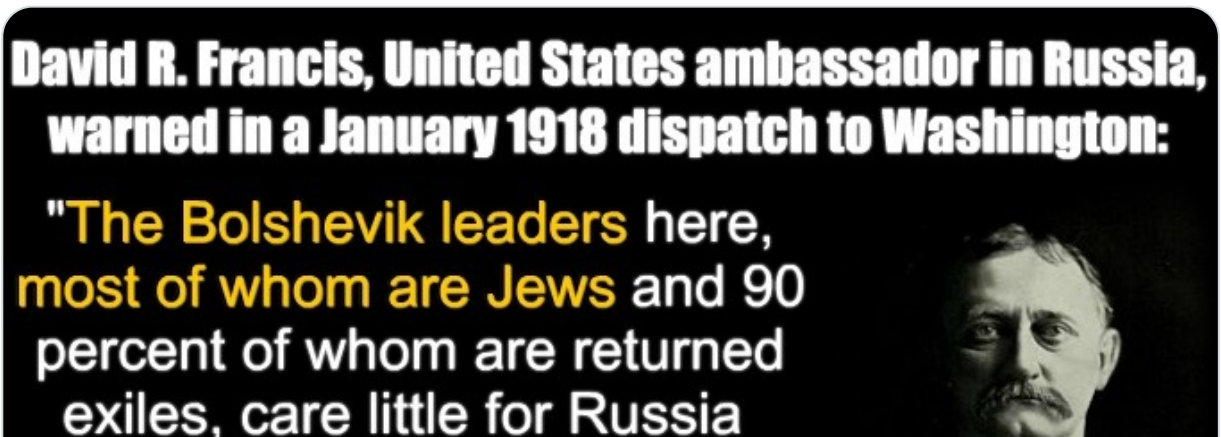 David R. Francis, United States ambassador in Russia,
warned in a January 1918 dispatch to Washington:
"The Bolshevik leaders here,
most of whom are Jews and 90
percent of whom are returned
exiles, care little for Russia